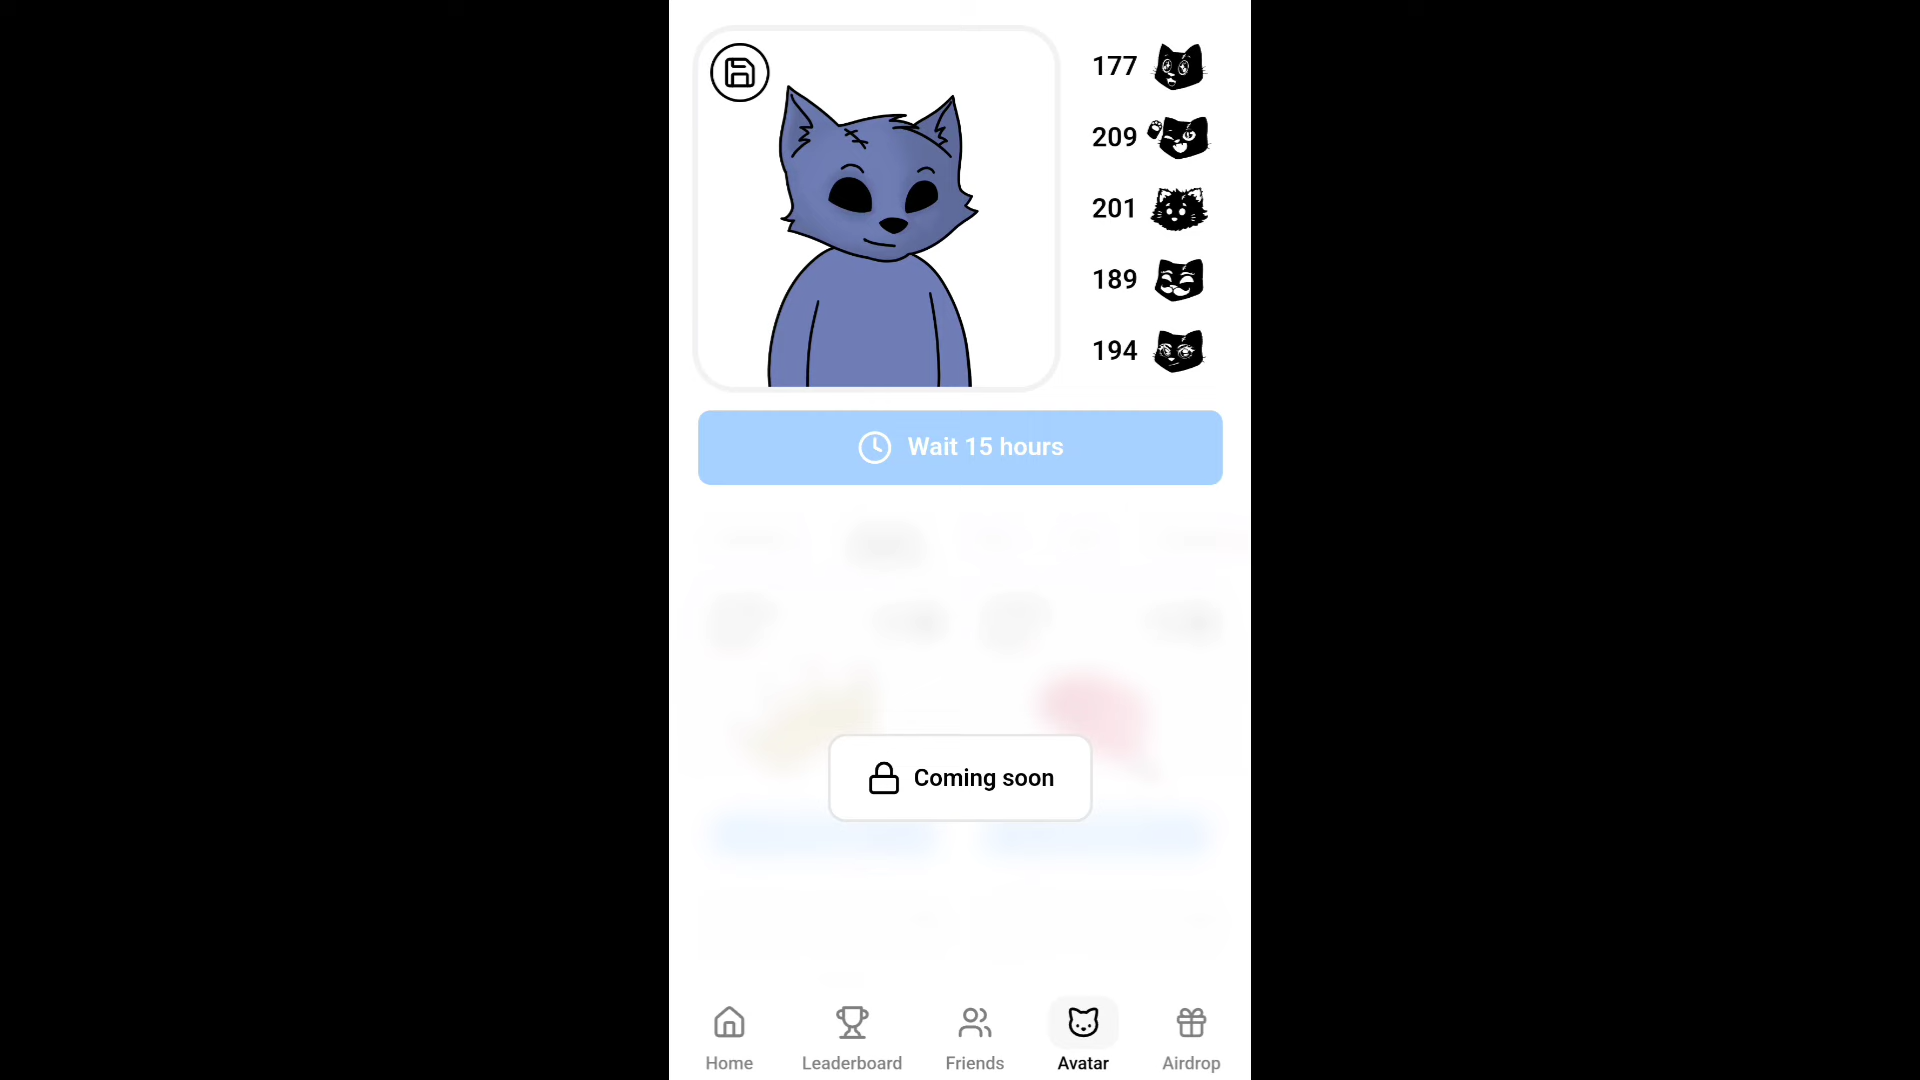 177
209
201
189
194
Wait 15 hours
Coming soon
Home
Leaderboard
Friends
Avatar
Airdrop